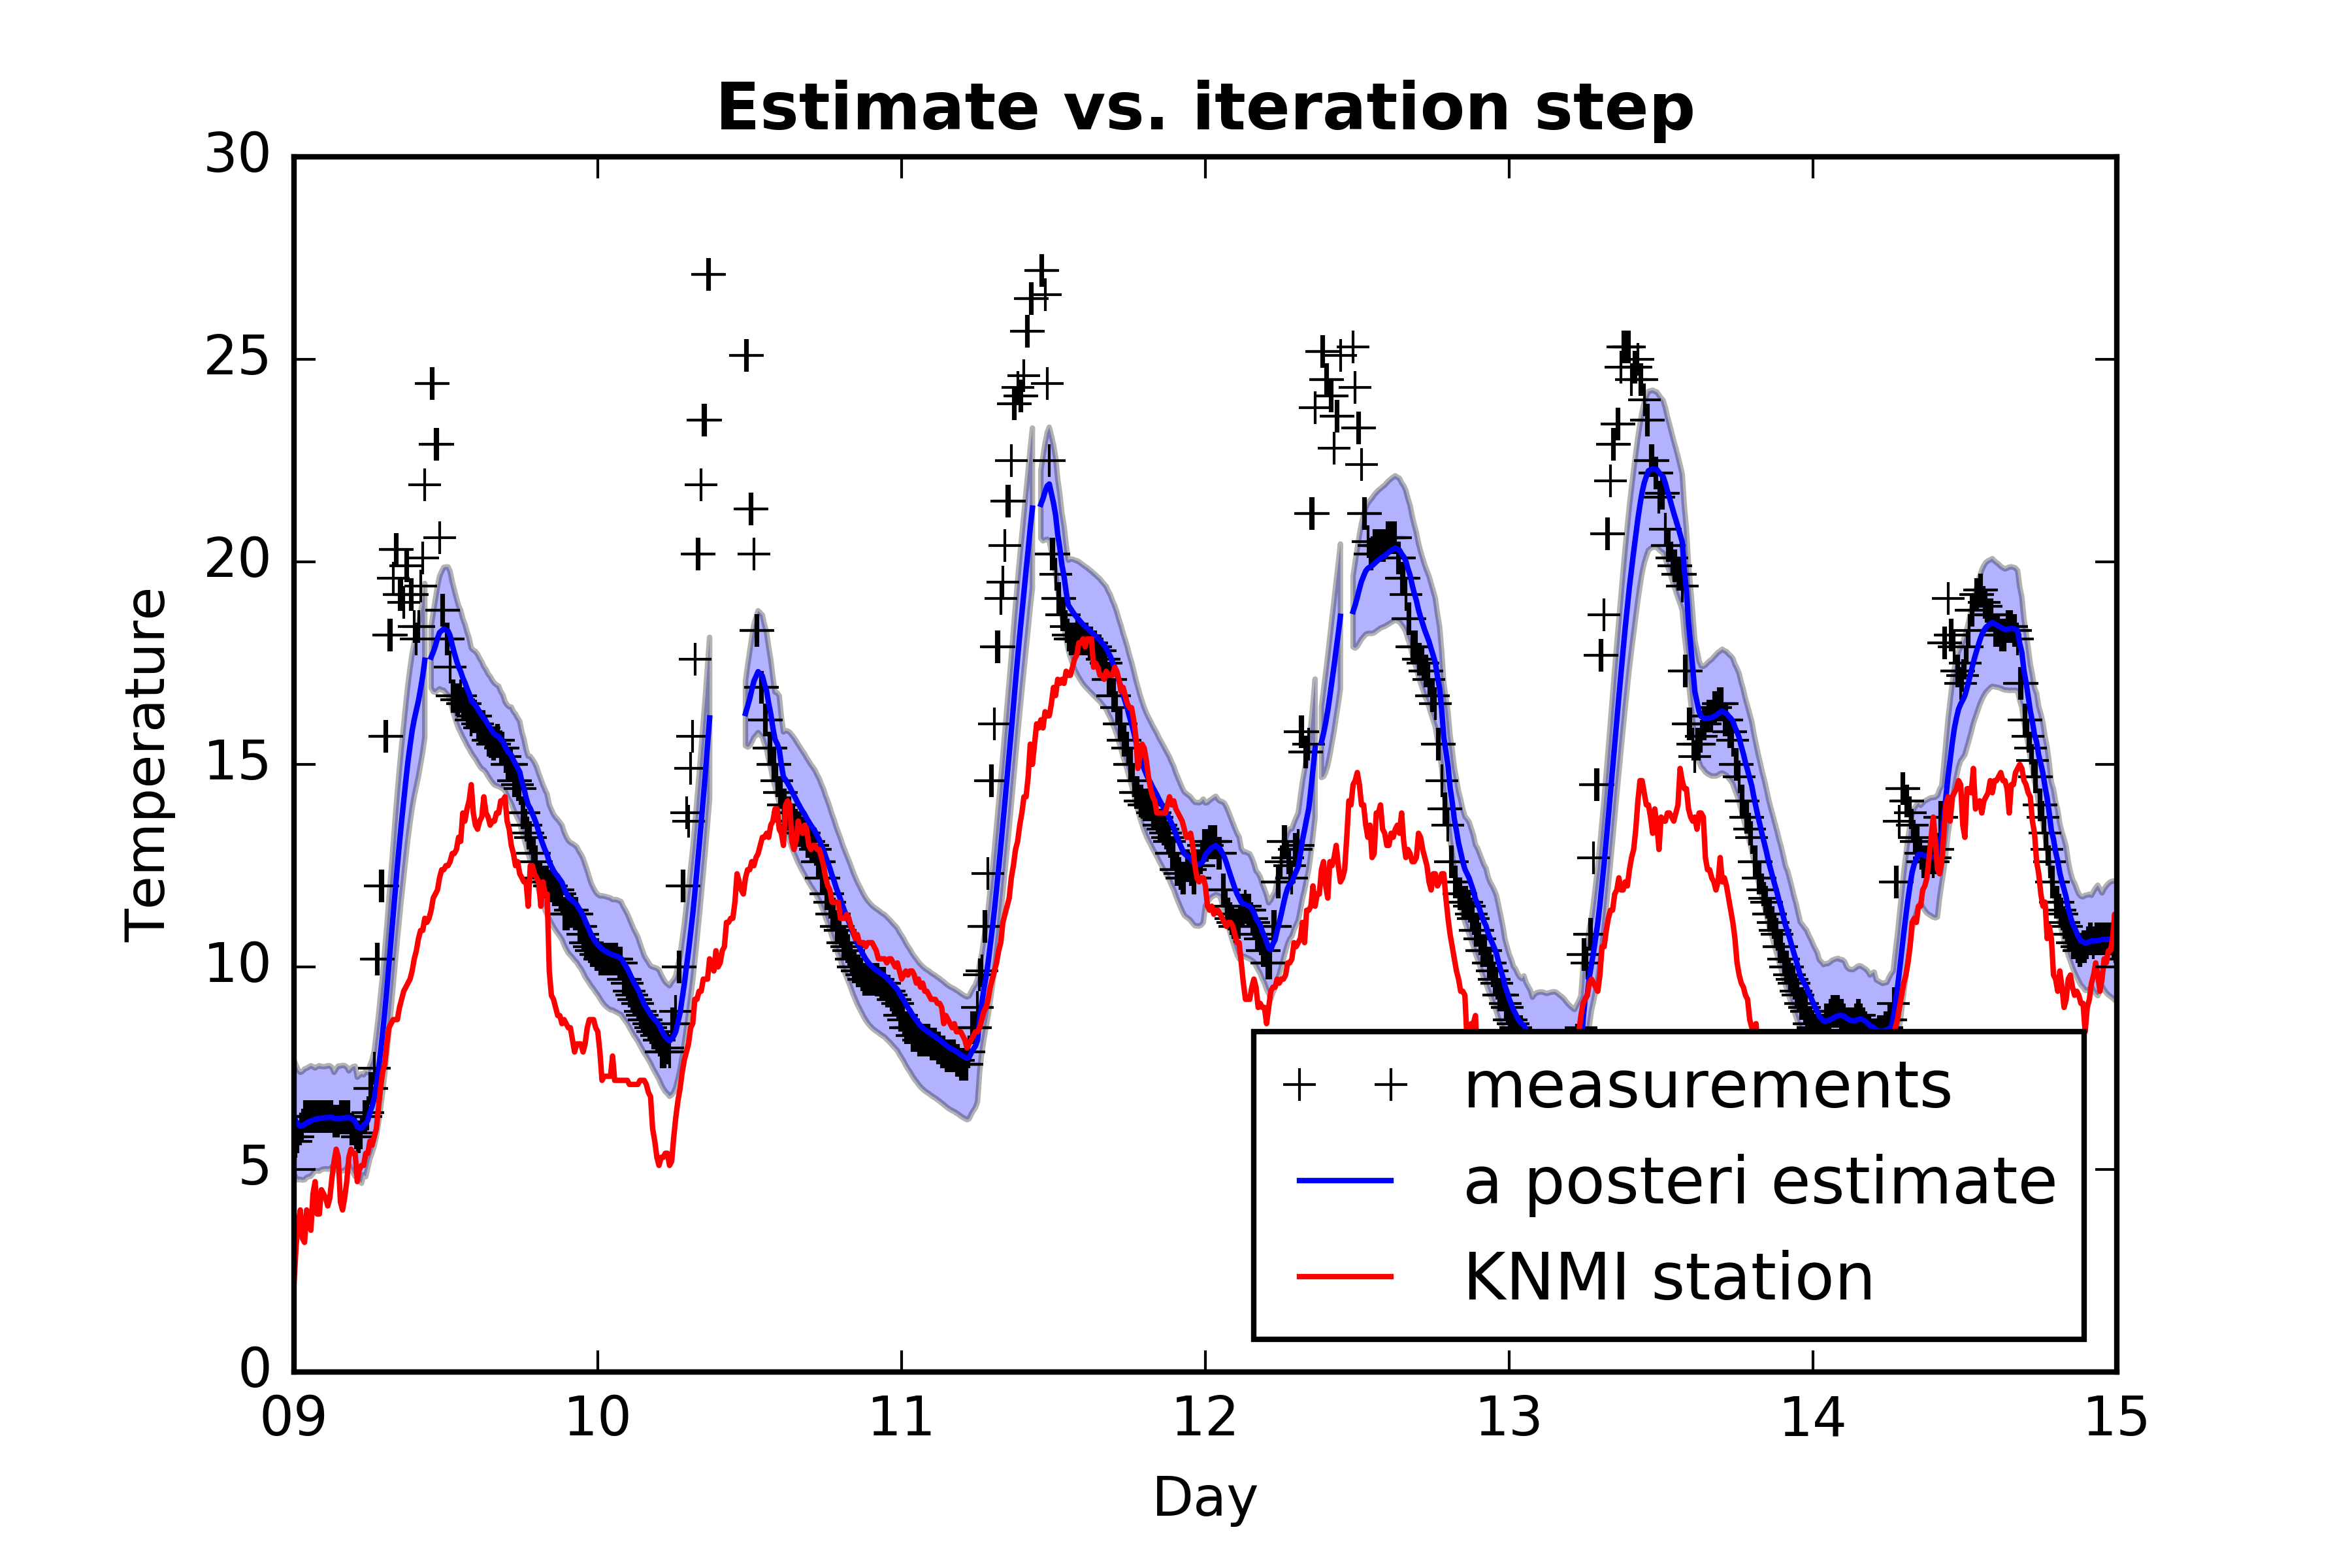 Estimate vs. iteration step
30
25
20
15
10
5
0
Temperature
09 10 11 12 13 14 15
Day
measurements
a posteri estimate
KNMI station